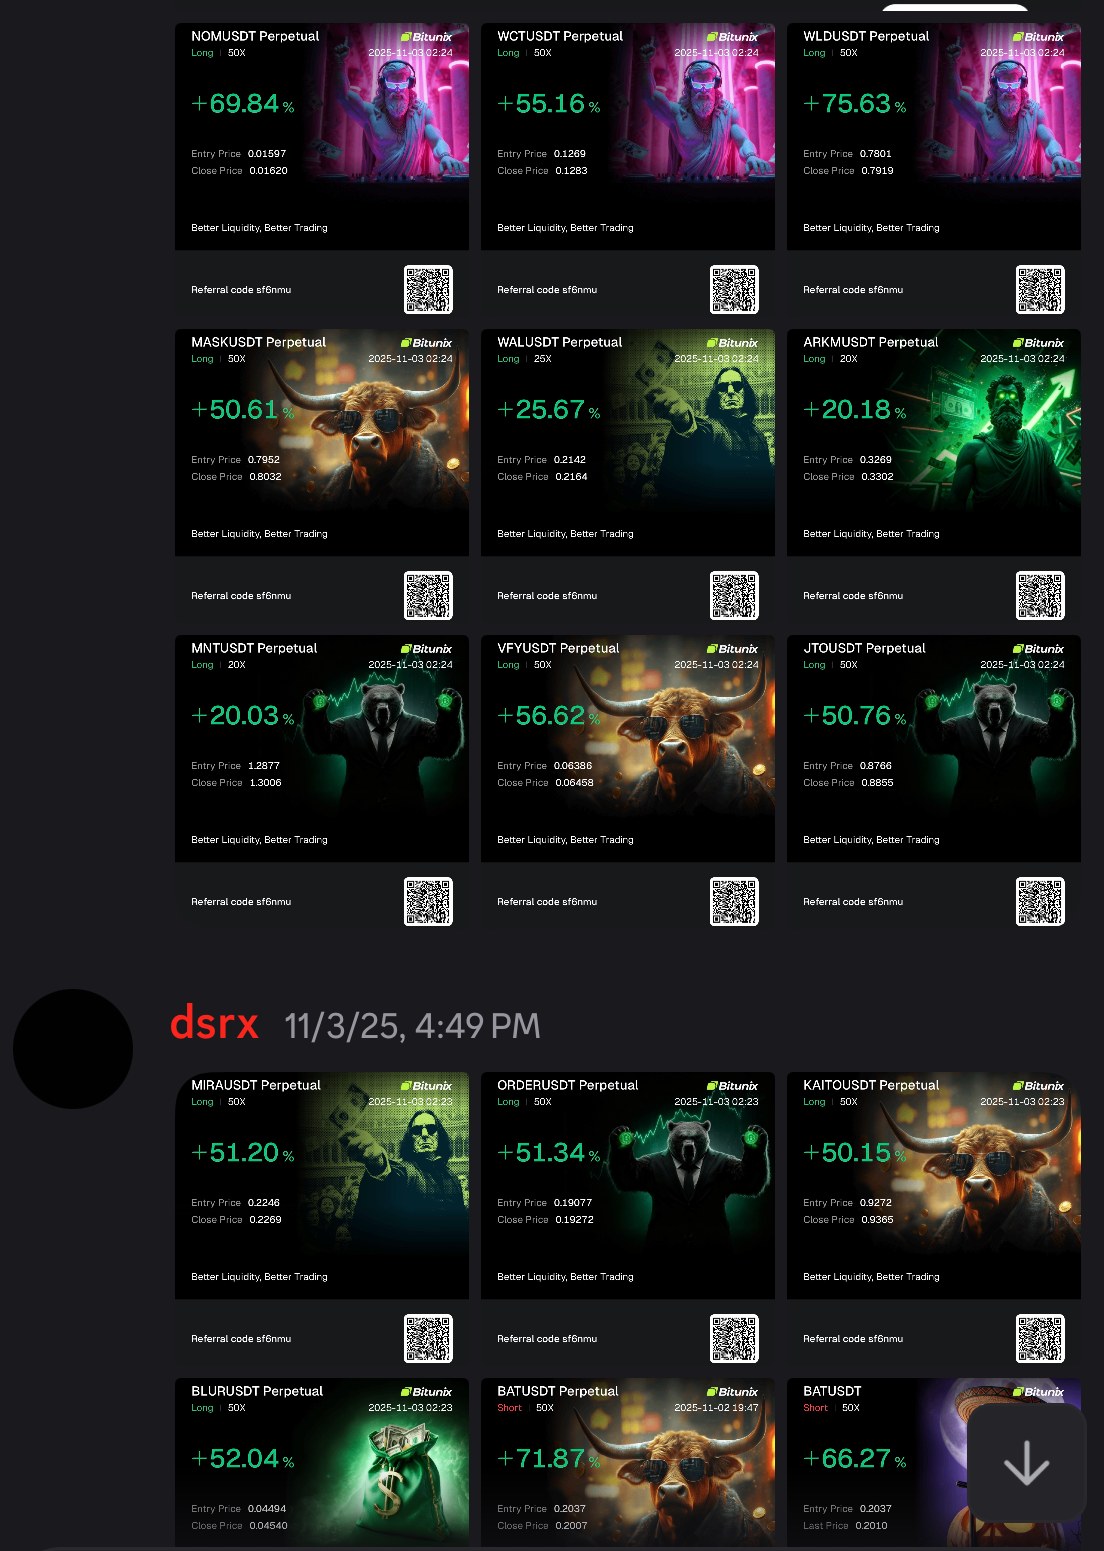 NOMUSDT Perpetual
Bitunix
Long | 50X
2025-11-03 02:24
+69.84 %
Entry Price 0.01597
Close Price 0.01620
Better Liquidity, Better Trading
Referral code sf6nmu
WCTUSDT Perpetual
Bitunix
Long | 50X
2025-11-03 02:24
+55.16 %
Entry Price 0.1269
Close Price 0.1283
Better Liquidity, Better Trading
Referral code sf6nmu
WLDUSDT Perpetual
Bitunix
Long | 50X
2025-11-03 02:24
+75.63 %
Entry Price 0.7801
Close Price 0.7919
Better Liquidity, Better Trading
Referral code sf6nmu
MASKUSDT Perpetual
Bitunix
Long | 50X
2025-11-03 02:24
+50.61 %
Entry Price 0.7952
Close Price 0.8032
Better Liquidity, Better Trading
Referral code sf6nmu
WALUSDT Perpetual
Bitunix
Long | 25X
2025-11-03 02:24
+25.67 %
Entry Price 0.2142
Close Price 0.2164
Better Liquidity, Better Trading
Referral code sf6nmu
ARKMUSDT Perpetual
Bitunix
Long | 20X
2025-11-03 02:24
+20.18 %
Entry Price 0.3269
Close Price 0.3302
Better Liquidity, Better Trading
Referral code sf6nmu
MNTUSDT Perpetual
Bitunix
Long | 20X
2025-11-03 02:24
+20.03 %
Entry Price 1.2877
Close Price 1.3006
Better Liquidity, Better Trading
Referral code sf6nmu
VFYUSDT Perpetual
Bitunix
Long | 50X
2025-11-03 02:24
+56.62 %
Entry Price 0.06386
Close Price 0.06458
Better Liquidity, Better Trading
Referral code sf6nmu
JTOUSDT Perpetual
Bitunix
Long | 50X
2025-11-03 02:24
+50.76 %
Entry Price 0.8766
Close Price 0.8855
Better Liquidity, Better Trading
Referral code sf6nmu
dsrx 11/3/25, 4:49 PM
MIRAUSDT Perpetual
Bitunix
Long | 50X
2025-11-03 02:23
+51.20 %
Entry Price 0.2246
Close Price 0.2269
Better Liquidity, Better Trading
Referral code sf6nmu
ORDERUSDT Perpetual
Bitunix
Long | 50X
2025-11-03 02:23
+51.34 %
Entry Price 0.19077
Close Price 0.19272
Better Liquidity, Better Trading
Referral code sf6nmu
KAITOUSDT Perpetual
Bitunix
Long | 50X
2025-11-03 02:23
+50.15 %
Entry Price 0.9272
Close Price 0.9365
Better Liquidity, Better Trading
Referral code sf6nmu
BLURUSDT Perpetual
Bitunix
Long | 50X
2025-11-03 02:23
+52.04 %
Entry Price 0.04494
Close Price 0.04540
BATUSDT Perpetual
Bitunix
Short | 50X
2025-11-02 19:47
+71.87 %
Entry Price 0.2037
Close Price 0.2007
BATUSDT
Bitunix
Short | 50X
+66.27 %
Entry Price 0.2037
Last Price 0.2010